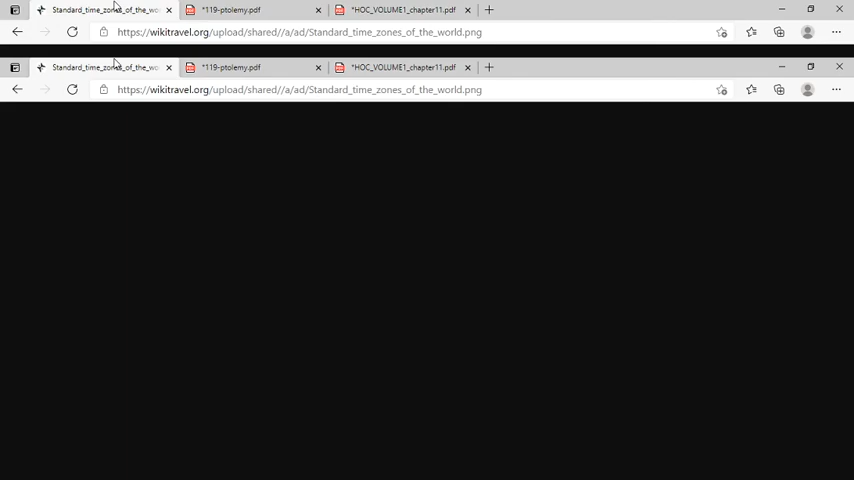 Standard_time_zones_of_the_wo *119-ptolemy.pdf *HOC_VOLUME1_chapter11.pdf
https://wikitravel.org/upload/shared//a/ad/Standard_time_zones_of_the_world.png
Standard_time_zones_of_the_wo *119-ptolemy.pdf *HOC_VOLUME1_chapter11.pdf
https://wikitravel.org/upload/shared//a/ad/Standard_time_zones_of_the_world.png